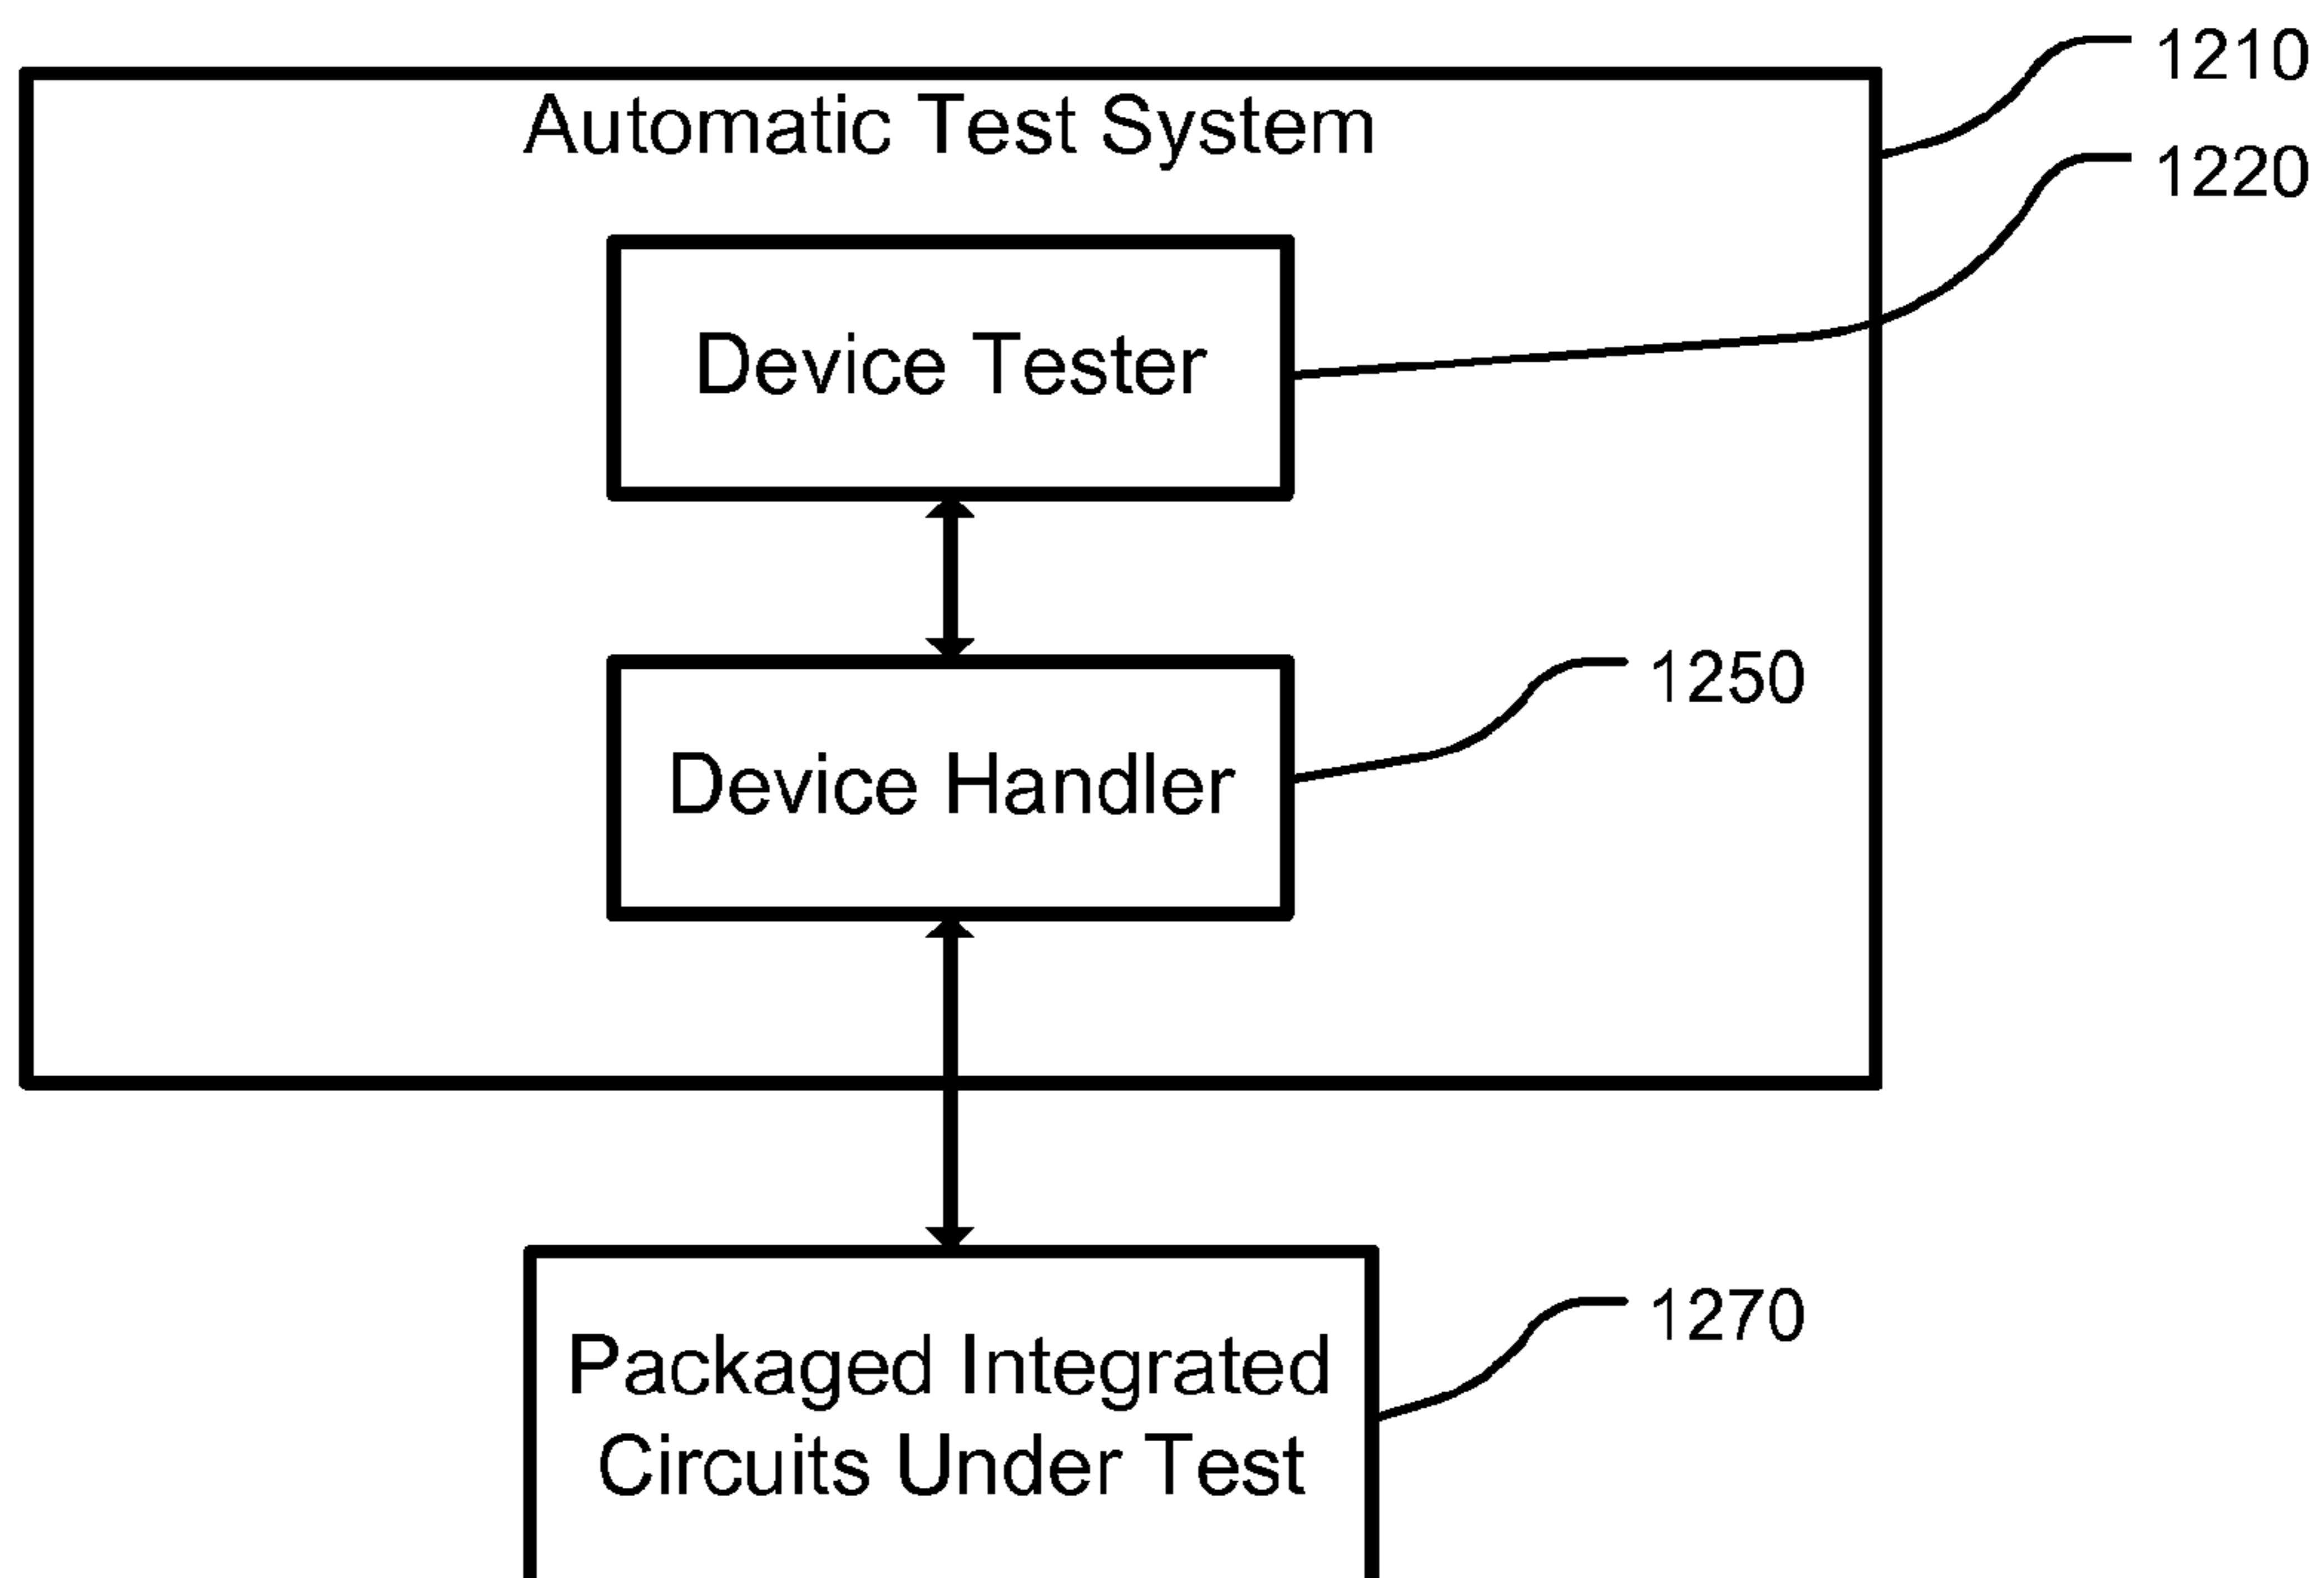 1210
Automatic Test System
1220
Device Tester
1250
Device Handler
1270
Packaged Integrated
Circuits Under Test